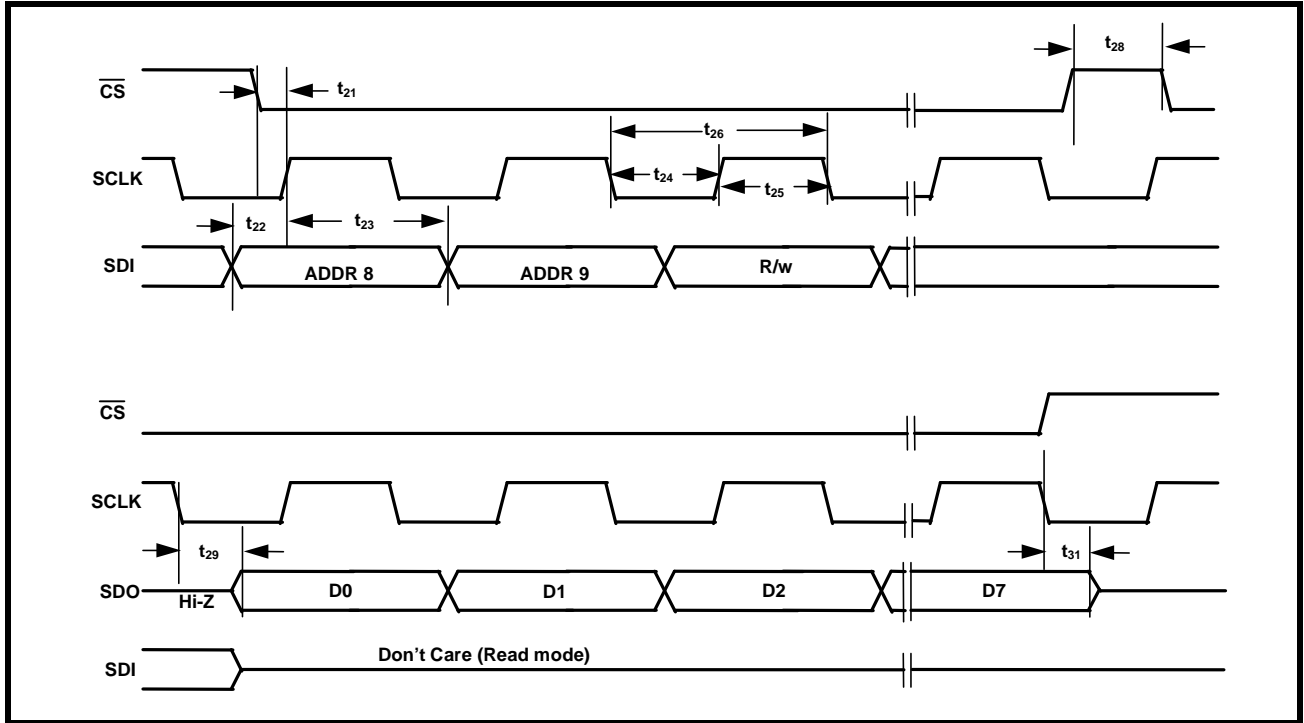 t28
CS
t21
t26
SCLK
t24
t25
t22
t23
SDI
ADDR 8
ADDR 9
R/w
CS
SCLK
t29
t31
SDO
Hi-Z
D0
D1
D2
D7
SDI
Don't Care (Read mode)